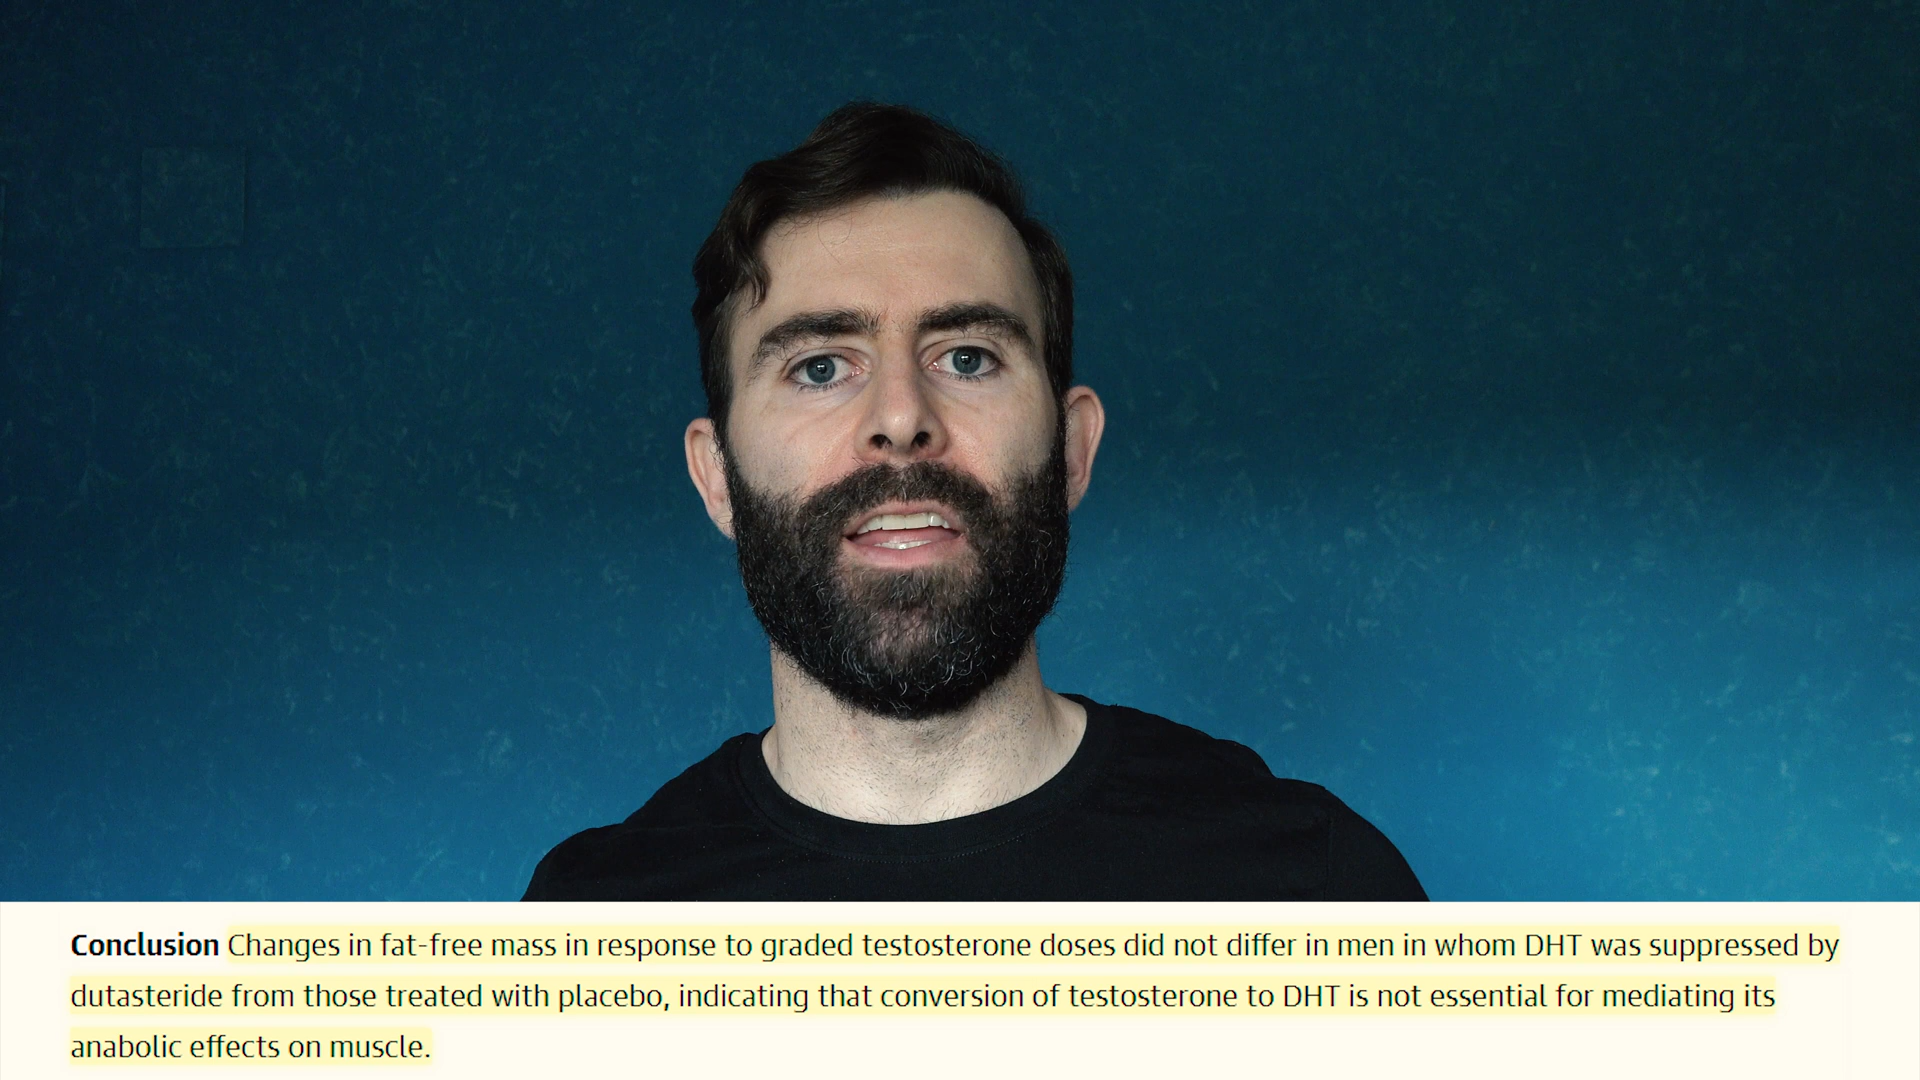 Conclusion Changes in fat-free mass in response to graded testosterone doses did not differ in men in whom DHT was suppressed by
dutasteride from those treated with placebo, indicating that conversion of testosterone to DHT is not essential for mediating its
anabolic effects on muscle.